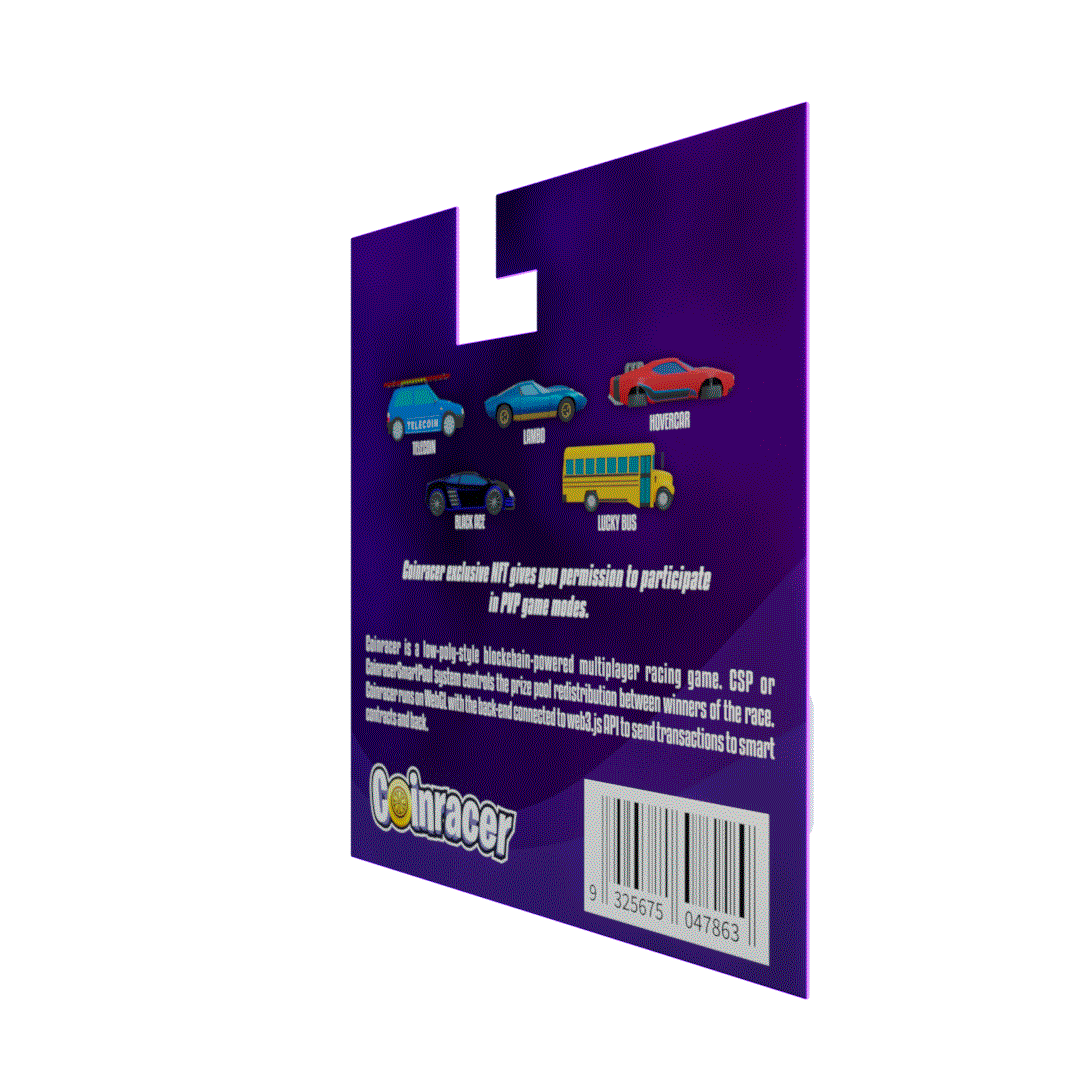 TELECOIN
TELECOIN
LAMBO
HOVERCAR
BLOCK ACE
LUCKY BUS
Coinracer exclusive NFT gives you permission to participate
in PVP game modes.
Coinracer is a low-poly-style blockchain-powered multiplayer racing game. CSP or
CoinracerSmartPool system controls the prize pool redistribution between winners of the race.
Coinracer runs on WebGL with the back-end connected to web3.js API to send transactions to smart
contracts and back.
Coinracer
9 325675 047863